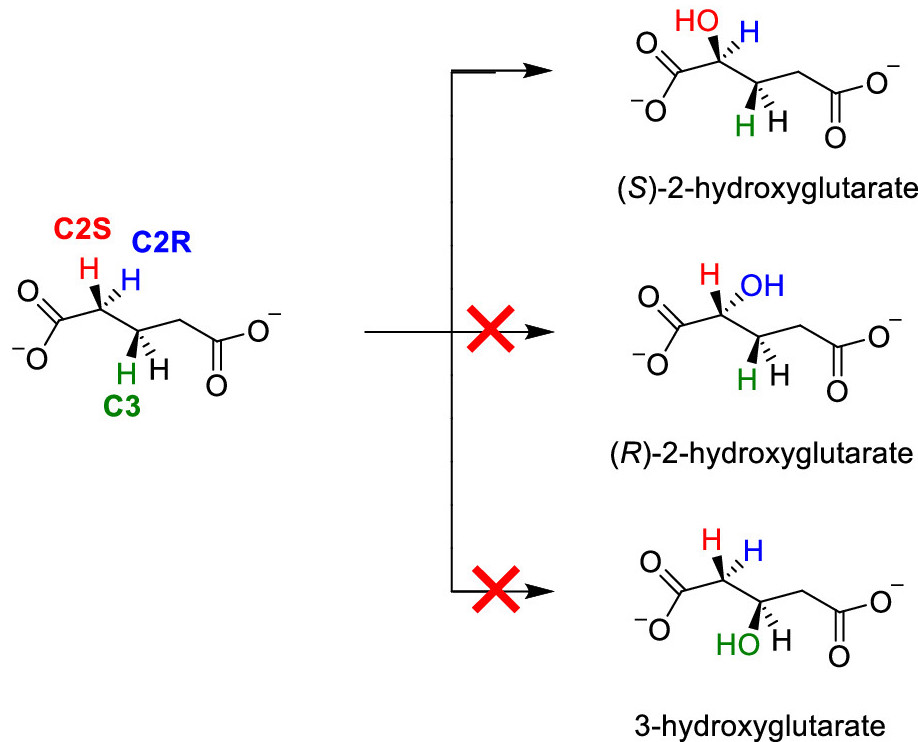 HO H
O
O⁻
⁻O
H H
O
(S)-2-hydroxyglutarate
C2S
C2R
H H
O
O⁻
⁻O
H H
O
C3
H OH
O
O⁻
⁻O
H H
O
(R)-2-hydroxyglutarate
H H
O
O⁻
⁻O
HO H
O
3-hydroxyglutarate